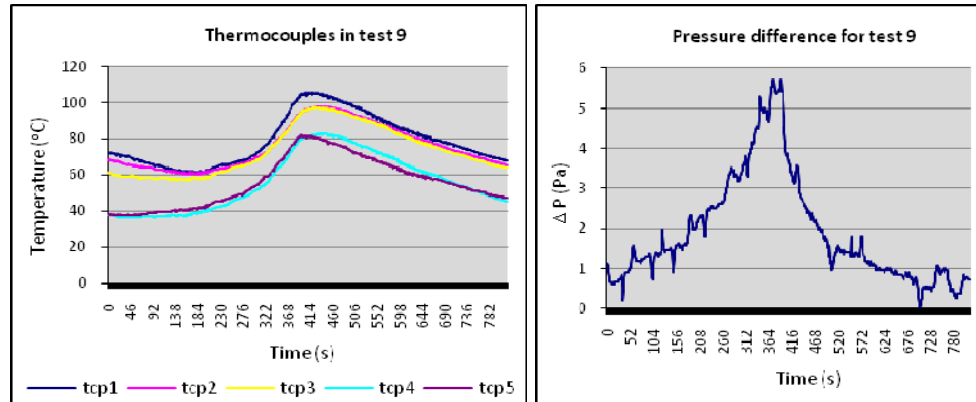 Thermocouples in test 9
120
100
80
60
40
20
0
Temperature (°C)
0 46 92 138 184 230 276 322 368 414 460 506 552 598 644 690 736 782
Time (s)
tcp1 tcp2 tcp3 tcp4 tcp5
Pressure difference for test 9
6
5
4
3
2
1
0
Δ P (Pa)
0 52 104 156 208 260 312 364 416 468 520 572 624 676 728 780
Time (s)